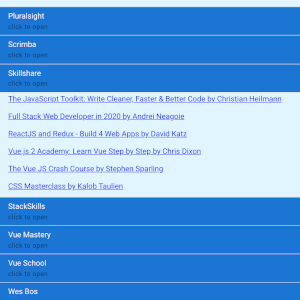 Pluralsight
click to open
Scrimba
click to open
Skillshare
click to open
The JavaScript Toolkit: Write Cleaner, Faster & Better Code by Christian Heilmann
Full Stack Web Developer in 2020 by Andrei Neagoie
ReactJS and Redux - Build 4 Web Apps by David Katz
Vue.js 2 Academy: Learn Vue Step by Step by Chris Dixon
The Vue JS Crash Course by Stephen Sparling
CSS Masterclass by Kalob Taulien
StackSkills
click to open
Vue Mastery
click to open
Vue School
click to open
Wes Bos